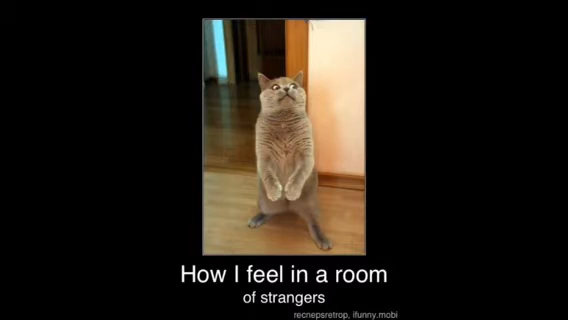 How I feel in a room
of strangers
recnepsretrop, ifunny.mobi